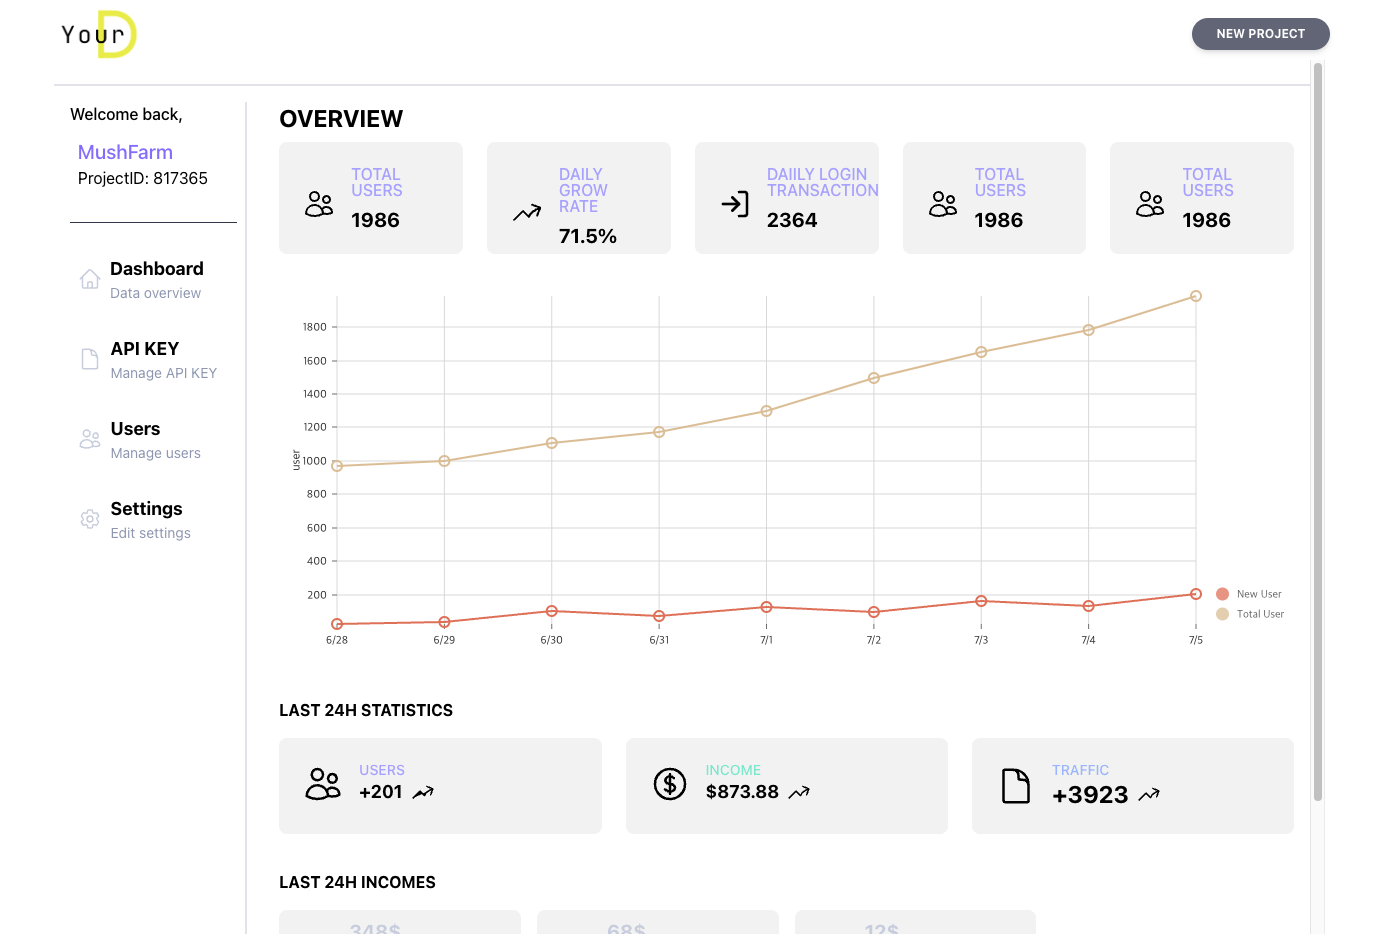 Your D
NEW PROJECT
Welcome back,
MushFarm
ProjectID: 817365
Dashboard
Data overview
API KEY
Manage API KEY
Users
Manage users
Settings
Edit settings
OVERVIEW
TOTAL
USERS
1986
DAILY
GROW
RATE
71.5%
DAIILY LOGIN
TRANSACTION
2364
TOTAL
USERS
1986
TOTAL
USERS
1986
user
1800
1600
1400
1200
1000
800
600
400
200
6/28 6/29 6/30 6/31 7/1 7/2 7/3 7/4 7/5
New User
Total User
LAST 24H STATISTICS
USERS
+201
INCOME
$873.88
TRAFFIC
+3923
LAST 24H INCOMES
348$ 68$ 12$